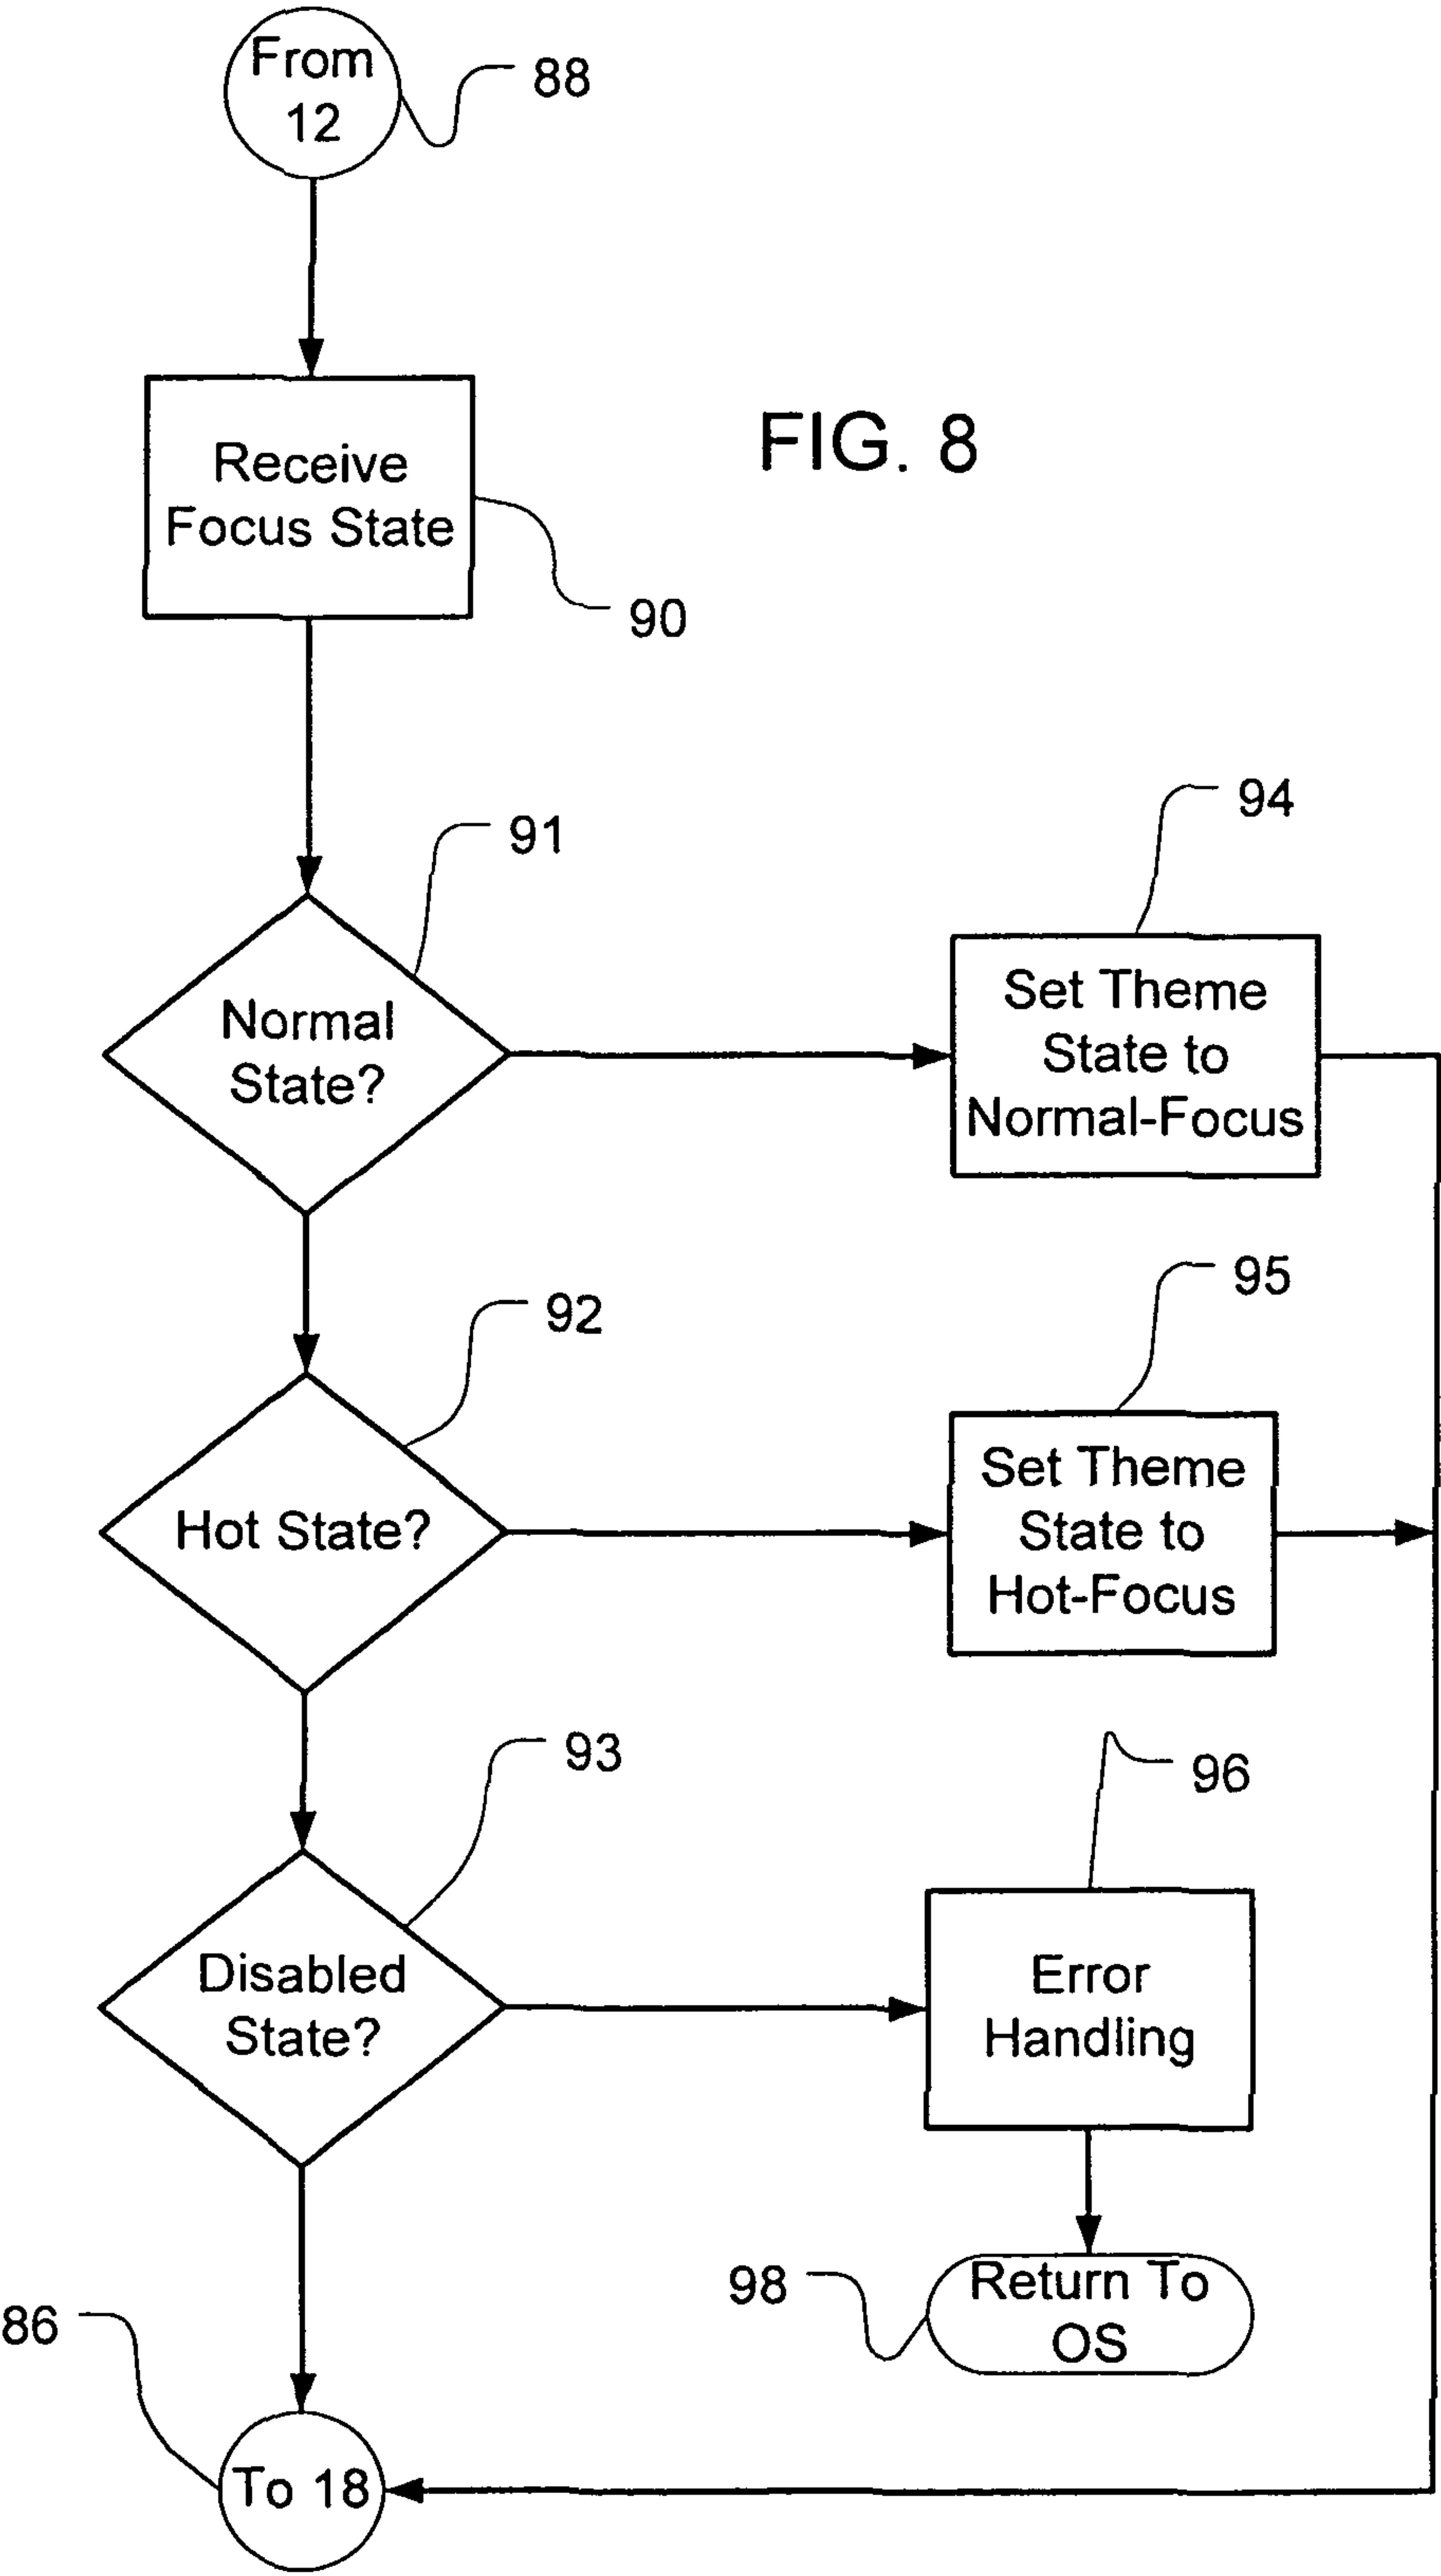 From
12
88
Receive
Focus State
90
FIG. 8
91
Normal
State?
94
Set Theme
State to
Normal-Focus
92
Hot State?
95
Set Theme
State to
Hot-Focus
93
Disabled
State?
96
Error
Handling
98
Return To
OS
86
To 18